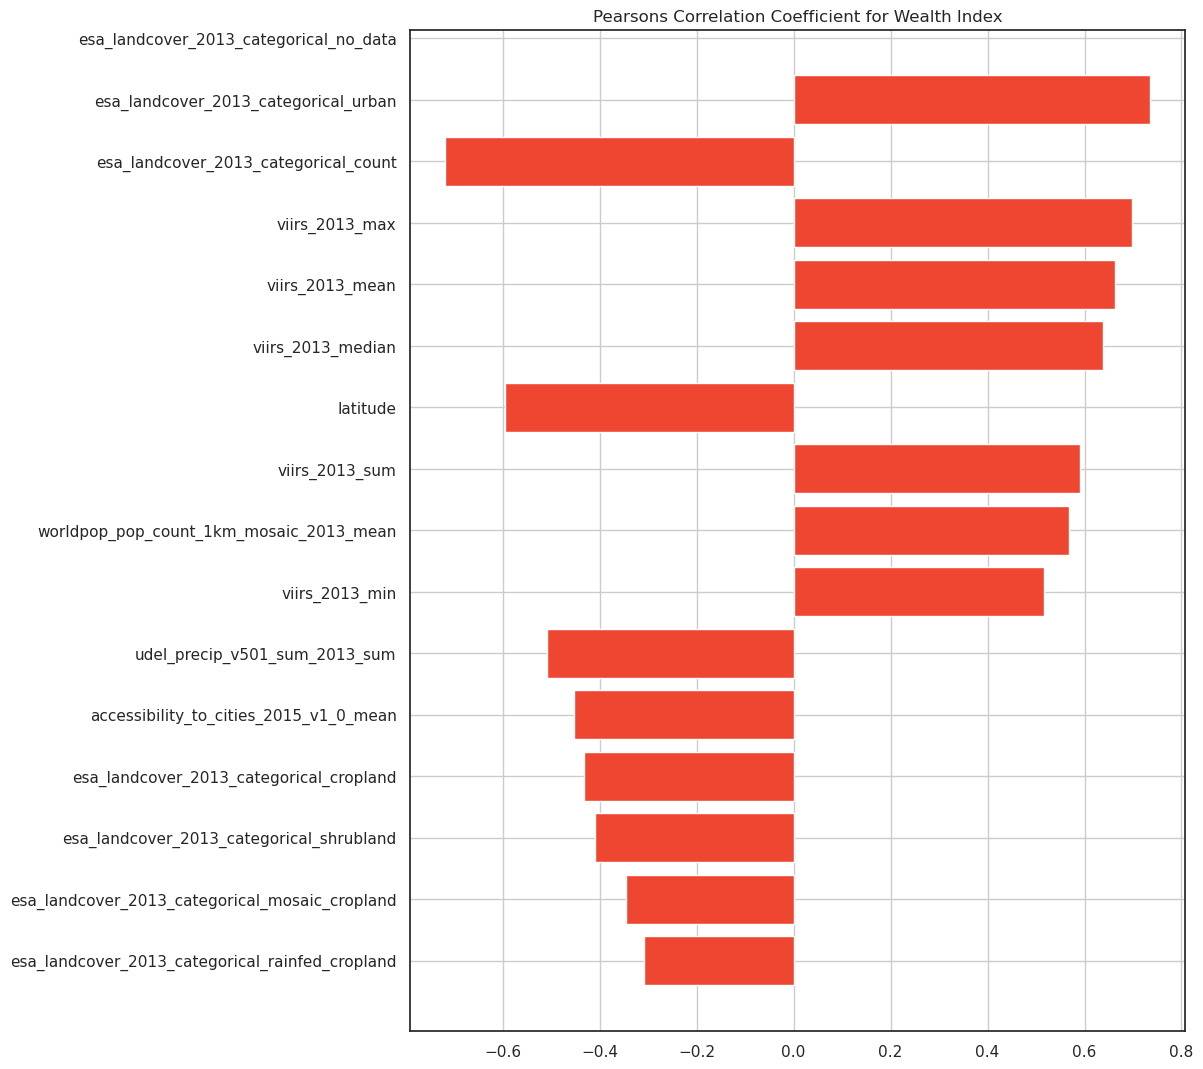 Pearsons Correlation Coefficient for Wealth Index
esa_landcover_2013_categorical_no_data
esa_landcover_2013_categorical_urban
esa_landcover_2013_categorical_count
viirs_2013_max
viirs_2013_mean
viirs_2013_median
latitude
viirs_2013_sum
worldpop_pop_count_1km_mosaic_2013_mean
viirs_2013_min
udel_precip_v501_sum_2013_sum
accessibility_to_cities_2015_v1_0_mean
esa_landcover_2013_categorical_cropland
esa_landcover_2013_categorical_shrubland
esa_landcover_2013_categorical_mosaic_cropland
esa_landcover_2013_categorical_rainfed_cropland
−0.6 −0.4 −0.2 0.0 0.2 0.4 0.6 0.8